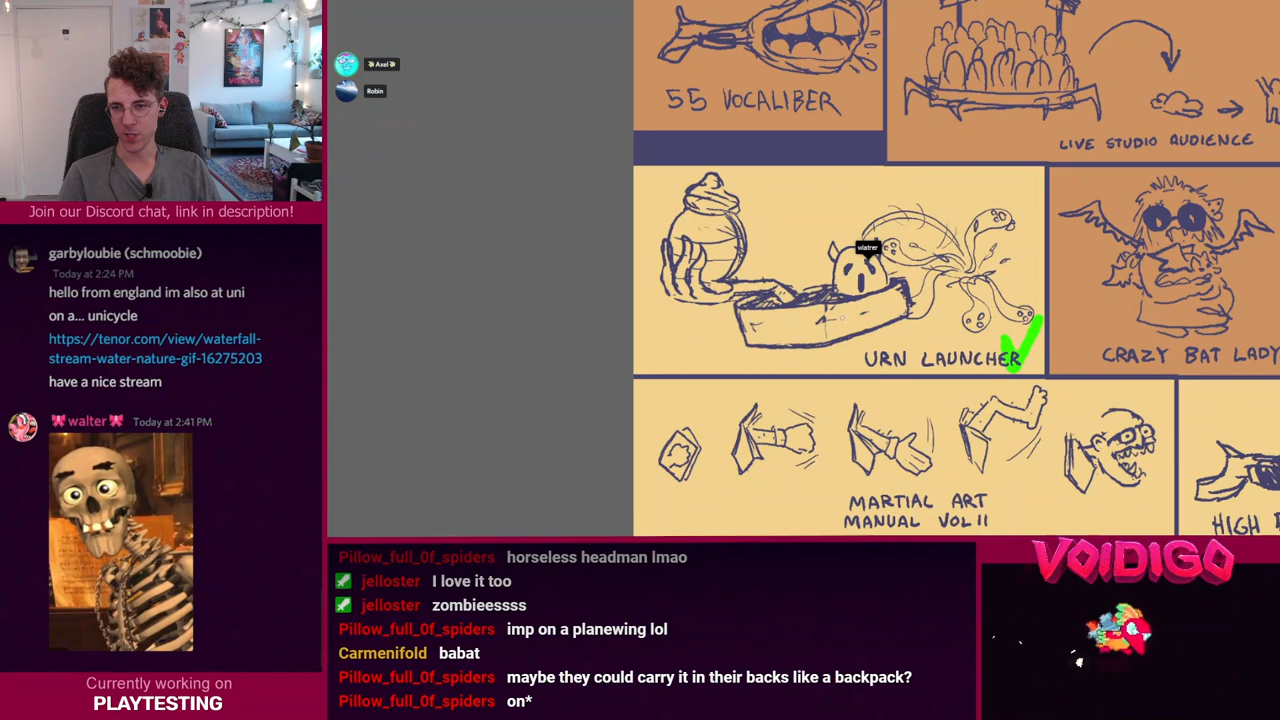 Join our Discord chat, link in description!
garbyloubie (schmoobie)
Today at 2:24 PM
hello from england im also at uni
on a... unicycle
https://tenor.com/view/waterfall-
stream-water-nature-gif-16275203
have a nice stream
🎀 walter 🎀 Today at 2:41 PM
Currently working on
PLAYTESTING
Axel
Robin
55 VOCALIBER
LIVE STUDIO AUDIENCE
wlatrer
URN LAUNCHER
CRAZY BAT LADY
MARTIAL ART
MANUAL VOL II
HIGH
Pillow_full_0f_spiders horseless headman lmao
jelloster I love it too
jelloster zombieessss
Pillow_full_0f_spiders imp on a planewing lol
Carmenifold babat
Pillow_full_0f_spiders maybe they could carry it in their backs like a backpack?
Pillow_full_0f_spiders on*
VOIDIGO